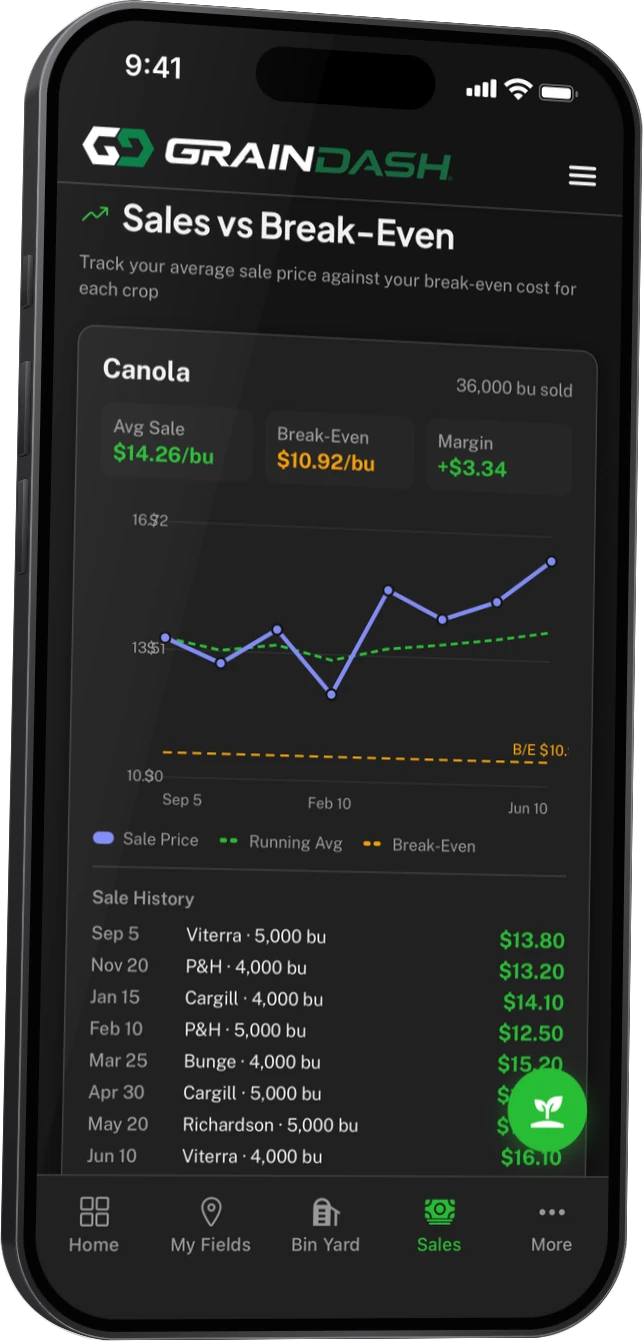 9:41
GRAINDASH
Sales vs Break-Even
Track your average sale price against your break-even cost for
each crop
Canola
36,000 bu sold
Avg Sale
$14.26/bu
Break-Even
$10.92/bu
Margin
+$3.34
B/E $10.
Sep 5
Feb 10
Jun 10
Sale Price
Running Avg
Break-Even
Sale History
Sep 5 Viterra · 5,000 bu $13.80
Nov 20 P&H · 4,000 bu $13.20
Jan 15 Cargill · 4,000 bu $14.10
Feb 10 P&H · 5,000 bu $12.50
Mar 25 Bunge · 4,000 bu $15.20
Apr 30 Cargill · 5,000 bu
May 20 Richardson · 5,000 bu
Jun 10 Viterra · 4,000 bu $16.10
Home
My Fields
Bin Yard
Sales
More